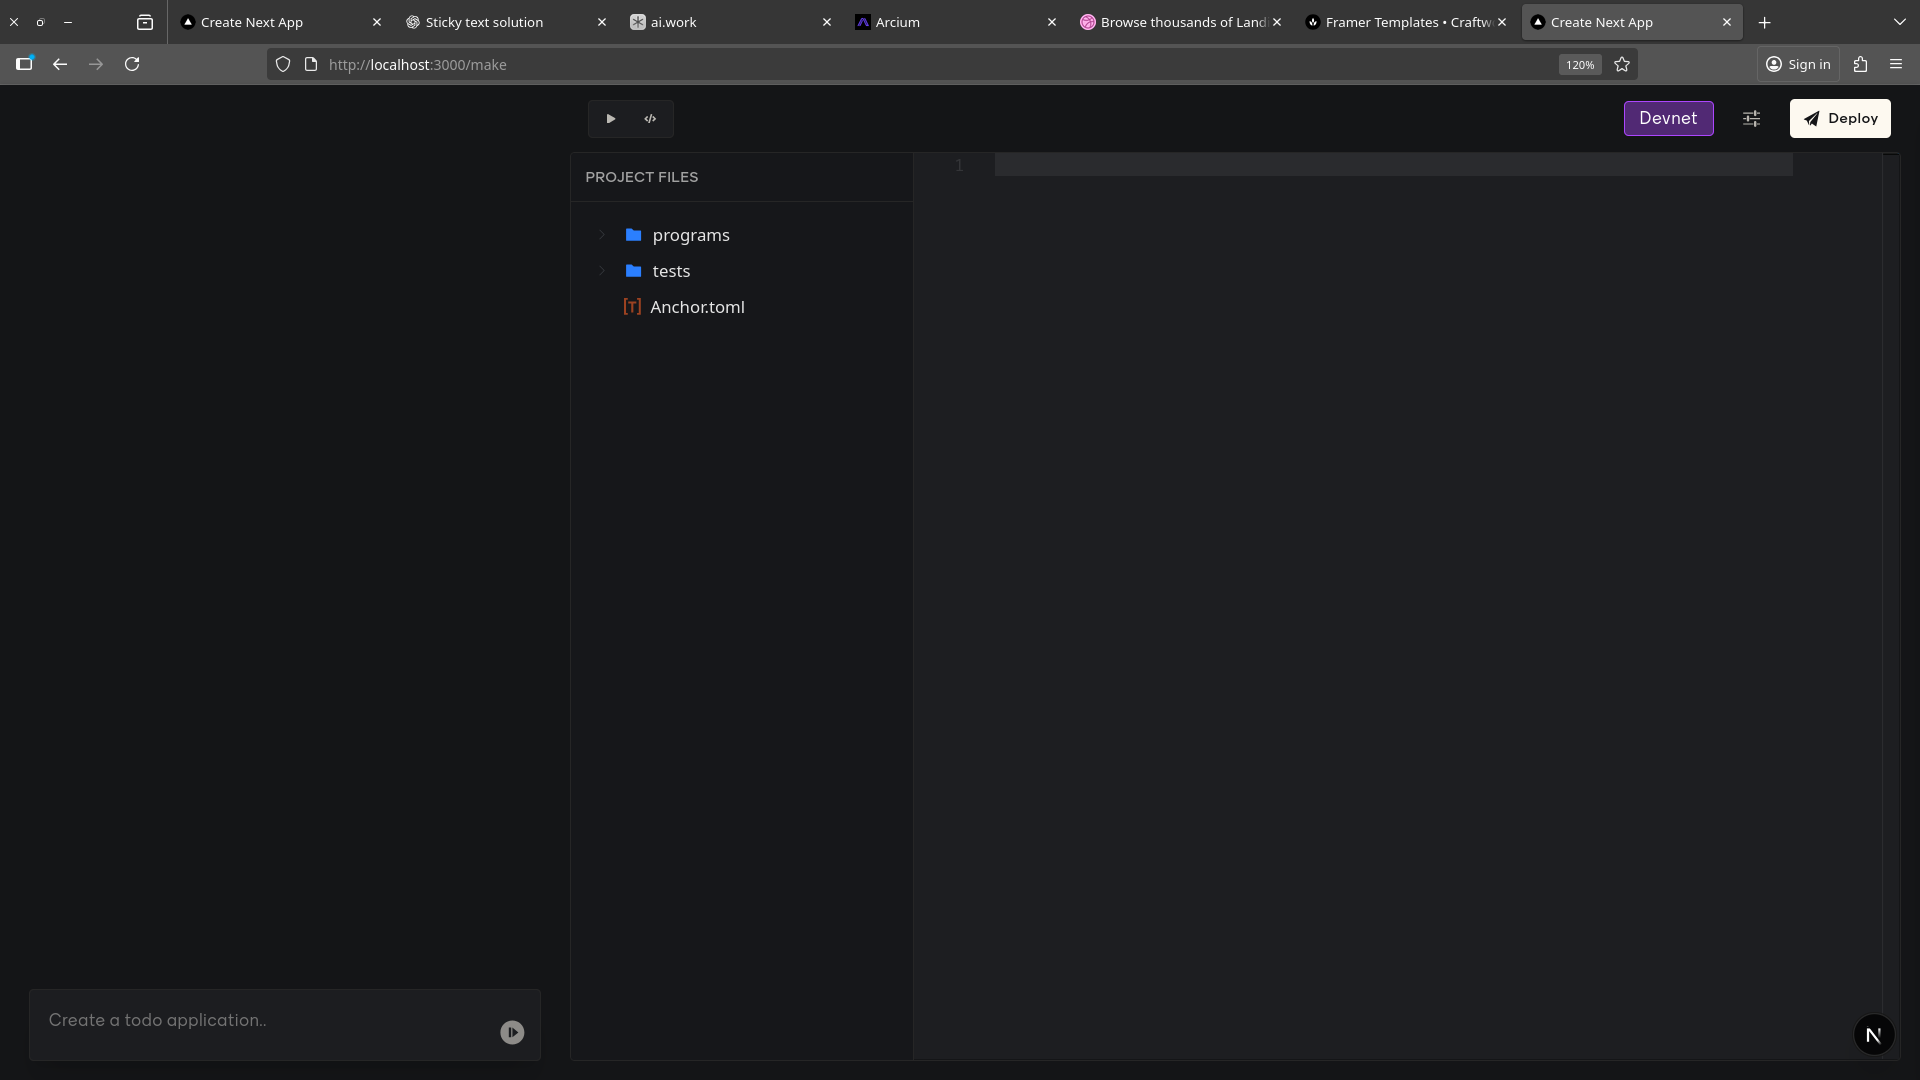 Create Next App
Sticky text solution
ai.work
Arcium
Browse thousands of Landi
Framer Templates • Craftw
Create Next App
http://localhost:3000/make
120%
Sign in
</>
Devnet
Deploy
PROJECT FILES
1
programs
tests
[T] Anchor.toml
Create a todo application..
N